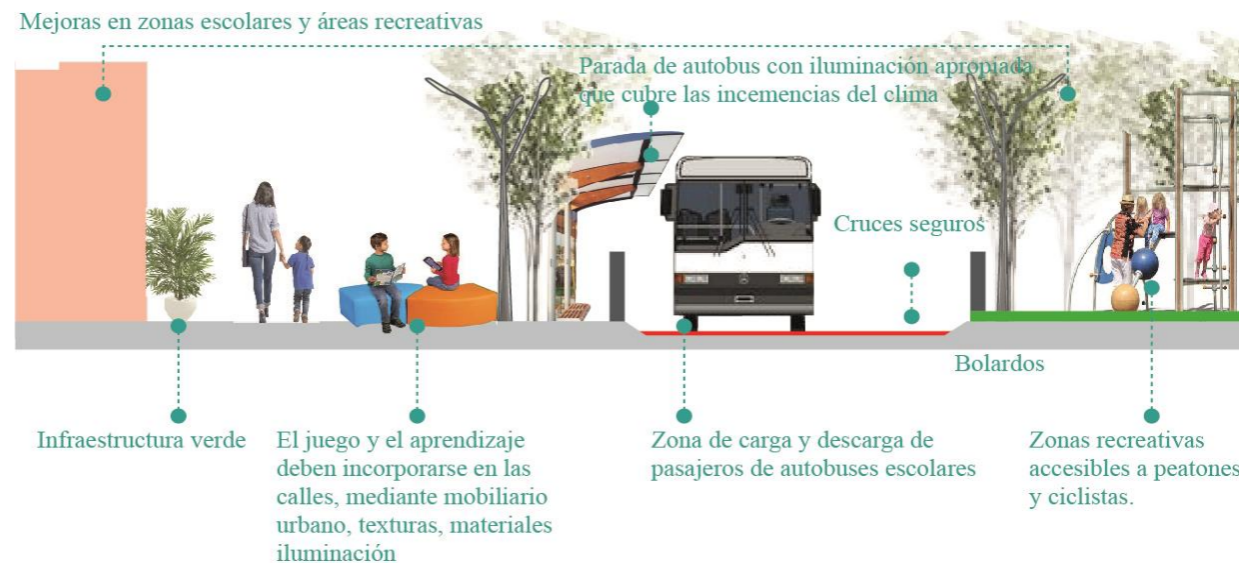 Mejoras en zonas escolares y áreas recreativas
Parada de autobus con iluminación apropiada
que cubre las incemencias del clima
Cruces seguros
Bolardos
Infraestructura verde
El juego y el aprendizaje
deben incorporarse en las
calles, mediante mobiliario
urbano, texturas, materiales
iluminación
Zona de carga y descarga de
pasajeros de autobuses escolares
Zonas recreativas
accesibles a peatones
y ciclistas.